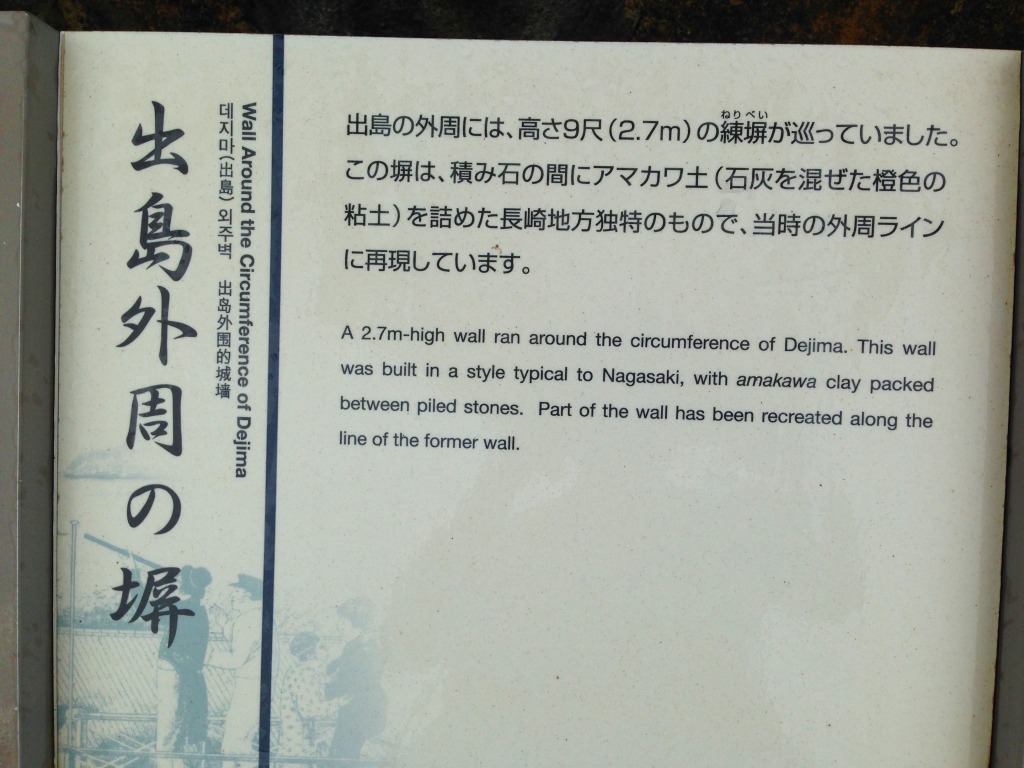 出島外周の塀
Wall Around the Circumference of Dejima
데지마(出島) 외주벽　出岛外围的城墙
出島の外周には、高さ9尺(2.7m)の練塀が巡っていました。
ねりべい
この塀は、積み石の間にアマカワ土(石灰を混ぜた橙色の
粘土)を詰めた長崎地方独特のもので、当時の外周ライン
に再現しています。
A 2.7m-high wall ran around the circumference of Dejima. This wall
was built in a style typical to Nagasaki, with amakawa clay packed
between piled stones. Part of the wall has been recreated along the
line of the former wall.